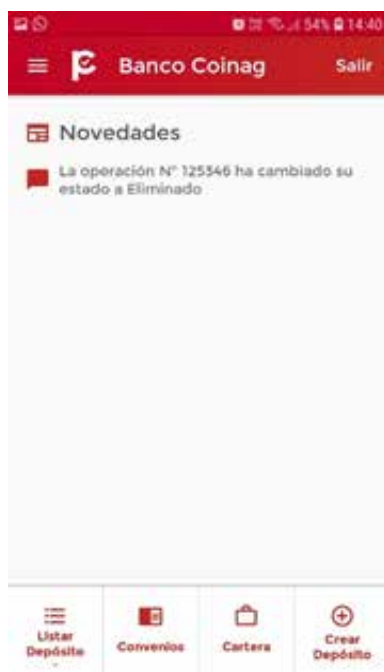 54% 14:40
Banco Coinag
Salir
Novedades
La operación N° 125346 ha cambiado su
estado a Eliminado
Listar
Depósito
Convenios
Cartera
Crear
Depósito